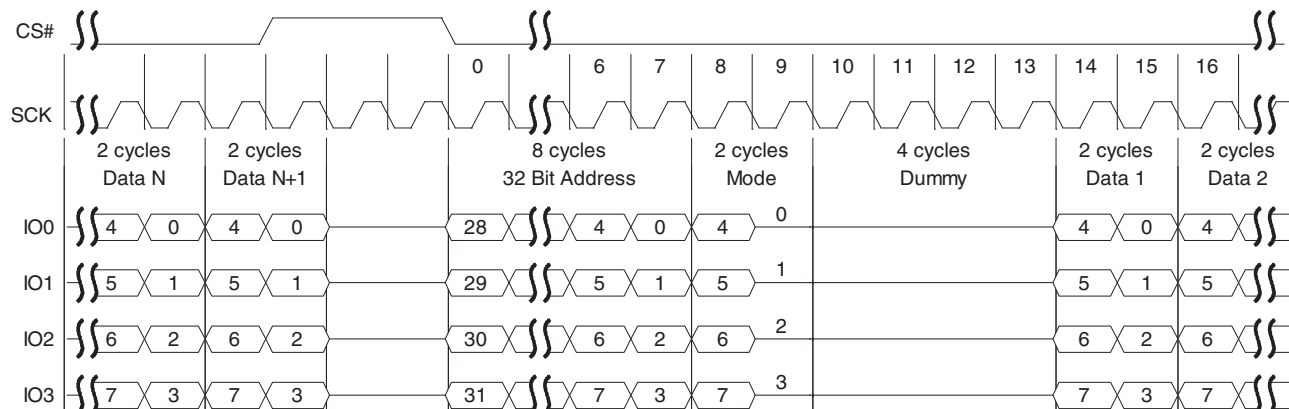 CS#
0 6 7 8 9 10 11 12 13 14 15 16
SCK
2 cycles 2 cycles 8 cycles 2 cycles 4 cycles 2 cycles 2 cycles
Data N Data N+1 32 Bit Address Mode Dummy Data 1 Data 2
IO0 4 0 4 0 28 4 0 4 0 4 0 4
IO1 5 1 5 1 29 5 1 5 1 5 1 5
IO2 6 2 6 2 30 6 2 6 2 6 2 6
IO3 7 3 7 3 31 7 3 7 3 7 3 7